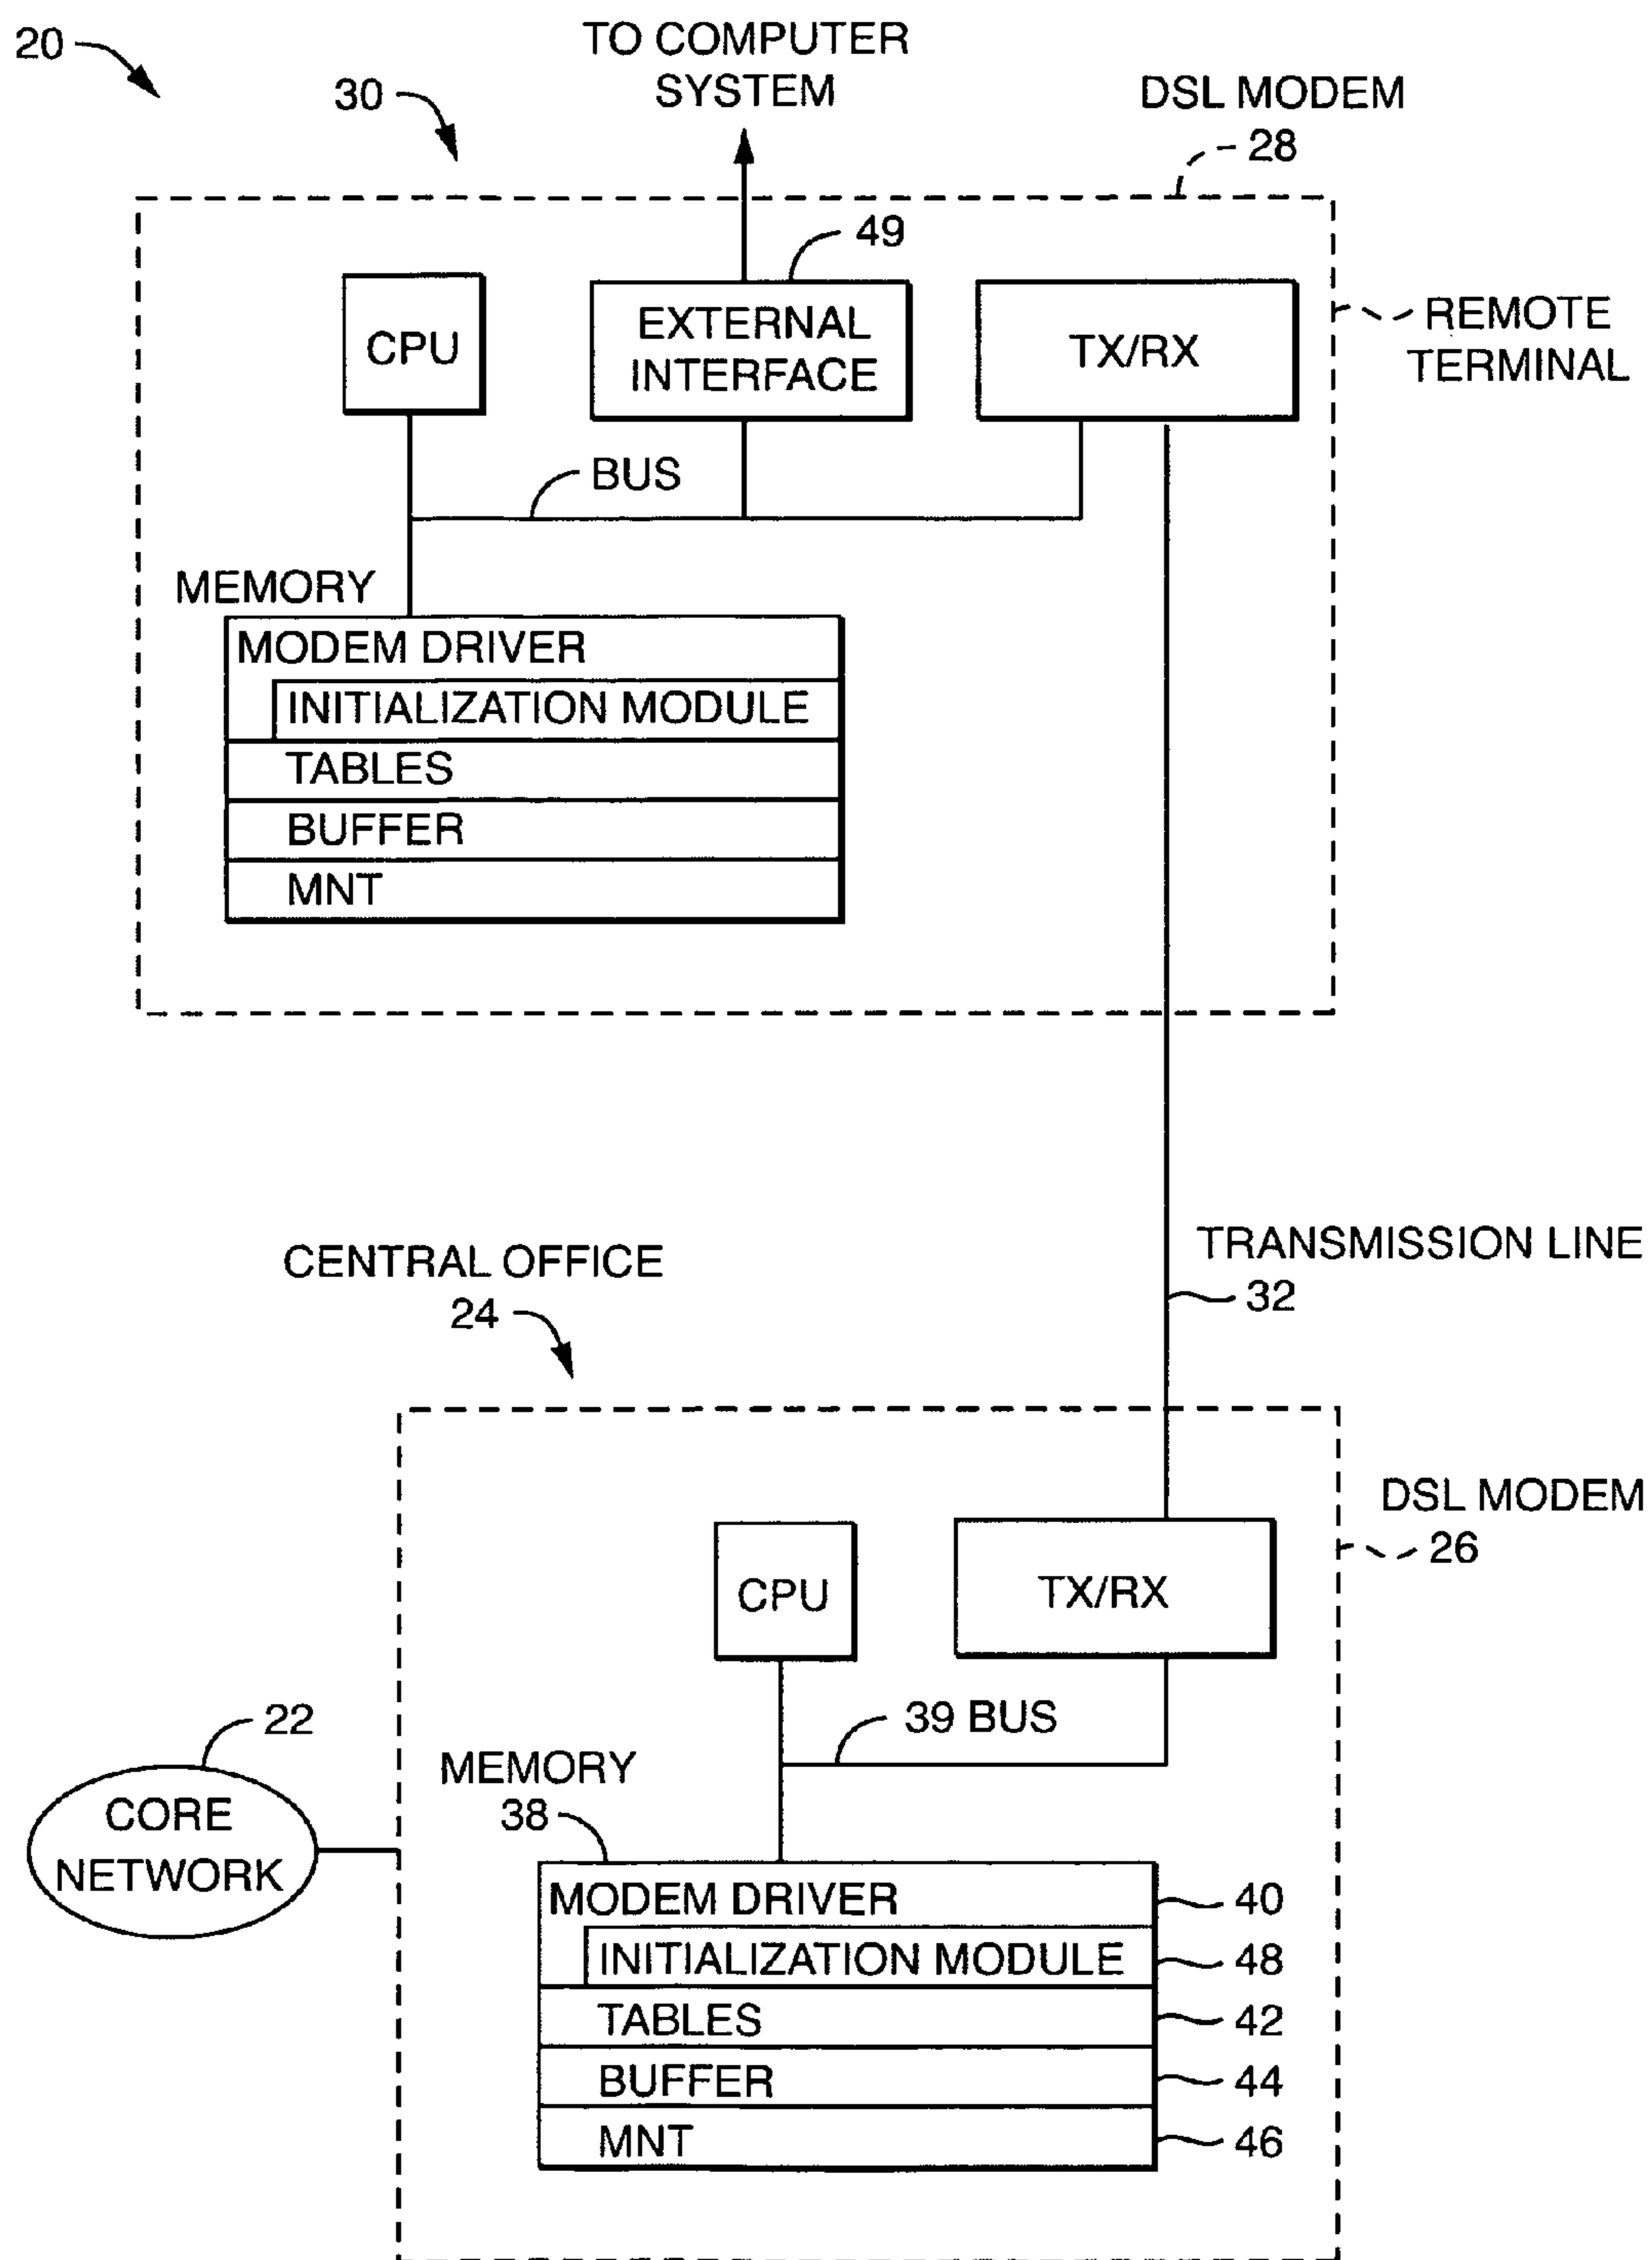 20
TO COMPUTER
SYSTEM
30
DSL MODEM
28
49
CPU
EXTERNAL
INTERFACE
TX/RX
REMOTE
TERMINAL
BUS
MEMORY
MODEM DRIVER
INITIALIZATION MODULE
TABLES
BUFFER
MNT
TRANSMISSION LINE
32
CENTRAL OFFICE
24
DSL MODEM
26
CPU
TX/RX
22
39 BUS
CORE
NETWORK
MEMORY
38
MODEM DRIVER
40
INITIALIZATION MODULE
48
TABLES
42
BUFFER
44
MNT
46